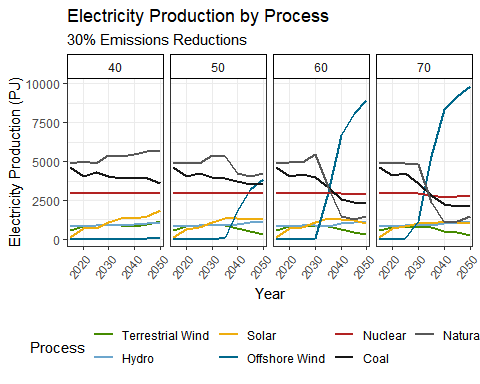 Electricity Production by Process
30% Emissions Reductions
40 50 60 70
Electricity Production (PJ)
10000
7500
5000
2500
0
2020 2030 2040 2050 2020 2030 2040 2050 2020 2030 2040 2050 2020 2030 2040 2050
Year
Process
Terrestrial Wind Solar Nuclear Natura
Hydro Offshore Wind Coal